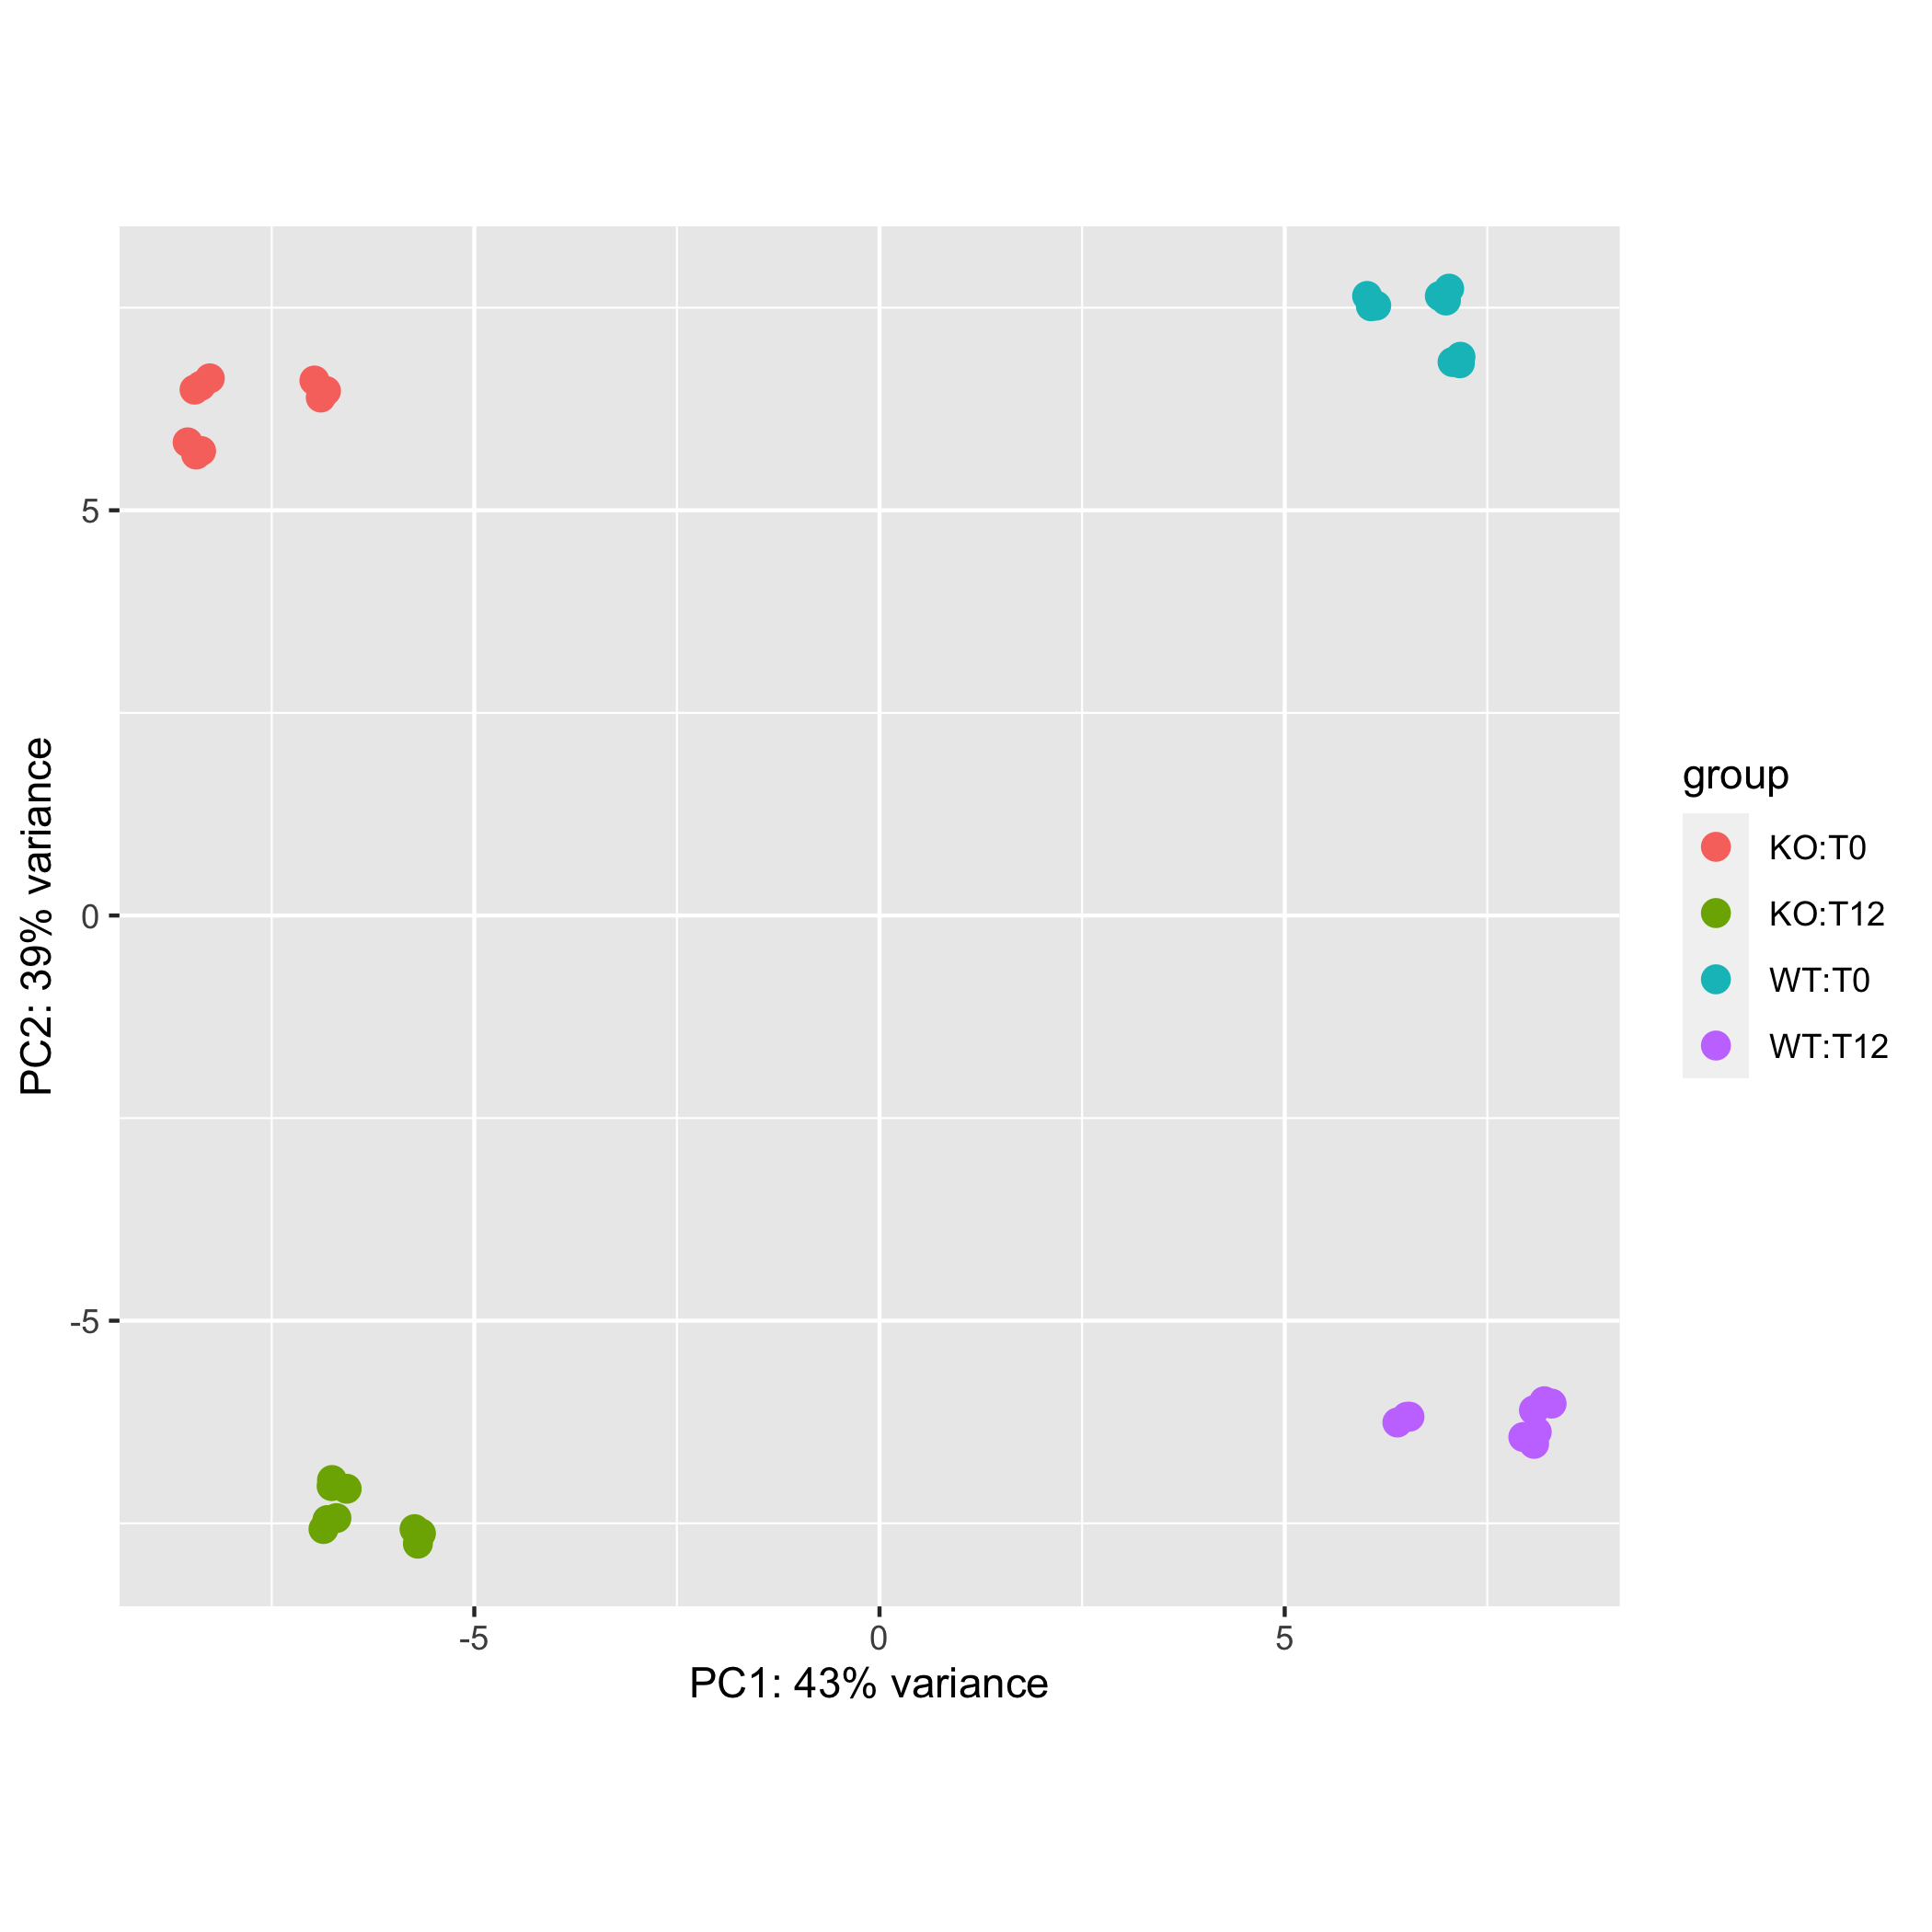 PC2: 39% variance
5
0
-5
-5
0
5
PC1: 43% variance
group
KO:T0
KO:T12
WT:T0
WT:T12